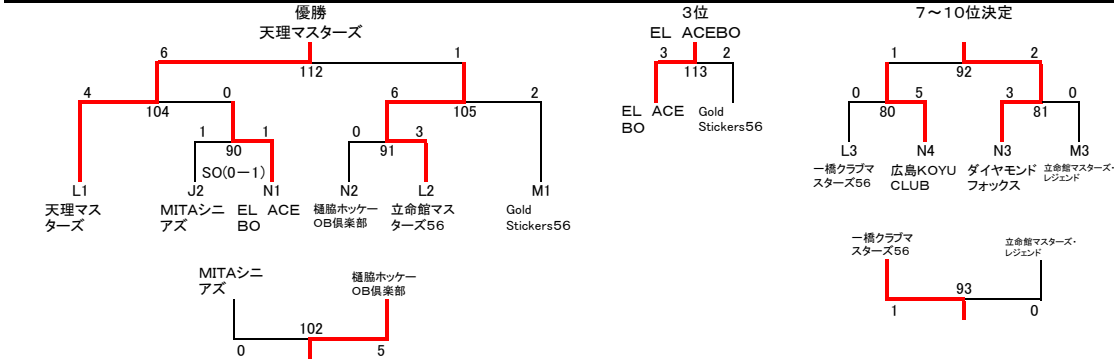 優勝
天理マスターズ
3位
EL ACEBO
7～10位決定
6
1
112
3
2
113
1
2
92
4
0
104
6
2
105
EL ACE
BO
Gold
Stickers56
0
5
80
3
0
81
1
1
90
SO(0－1)
0
3
91
L1
J2
N1
N2
L2
M1
L3
N4
N3
M3
天理マス
ターズ
MITAシニ
アズ
EL ACE
BO
樋脇ホッケー
OB倶楽部
立命館マス
ターズ56
Gold
Stickers56
一橋クラブマ
スターズ56
広島KOYU
CLUB
ダイヤモンド
フォックス
立命館マスターズ・
レジェンド
MITAシニ
アズ
樋脇ホッケー
OB倶楽部
102
0
5
一橋クラブマ
スターズ56
立命館マスターズ・
レジェンド
93
1
0